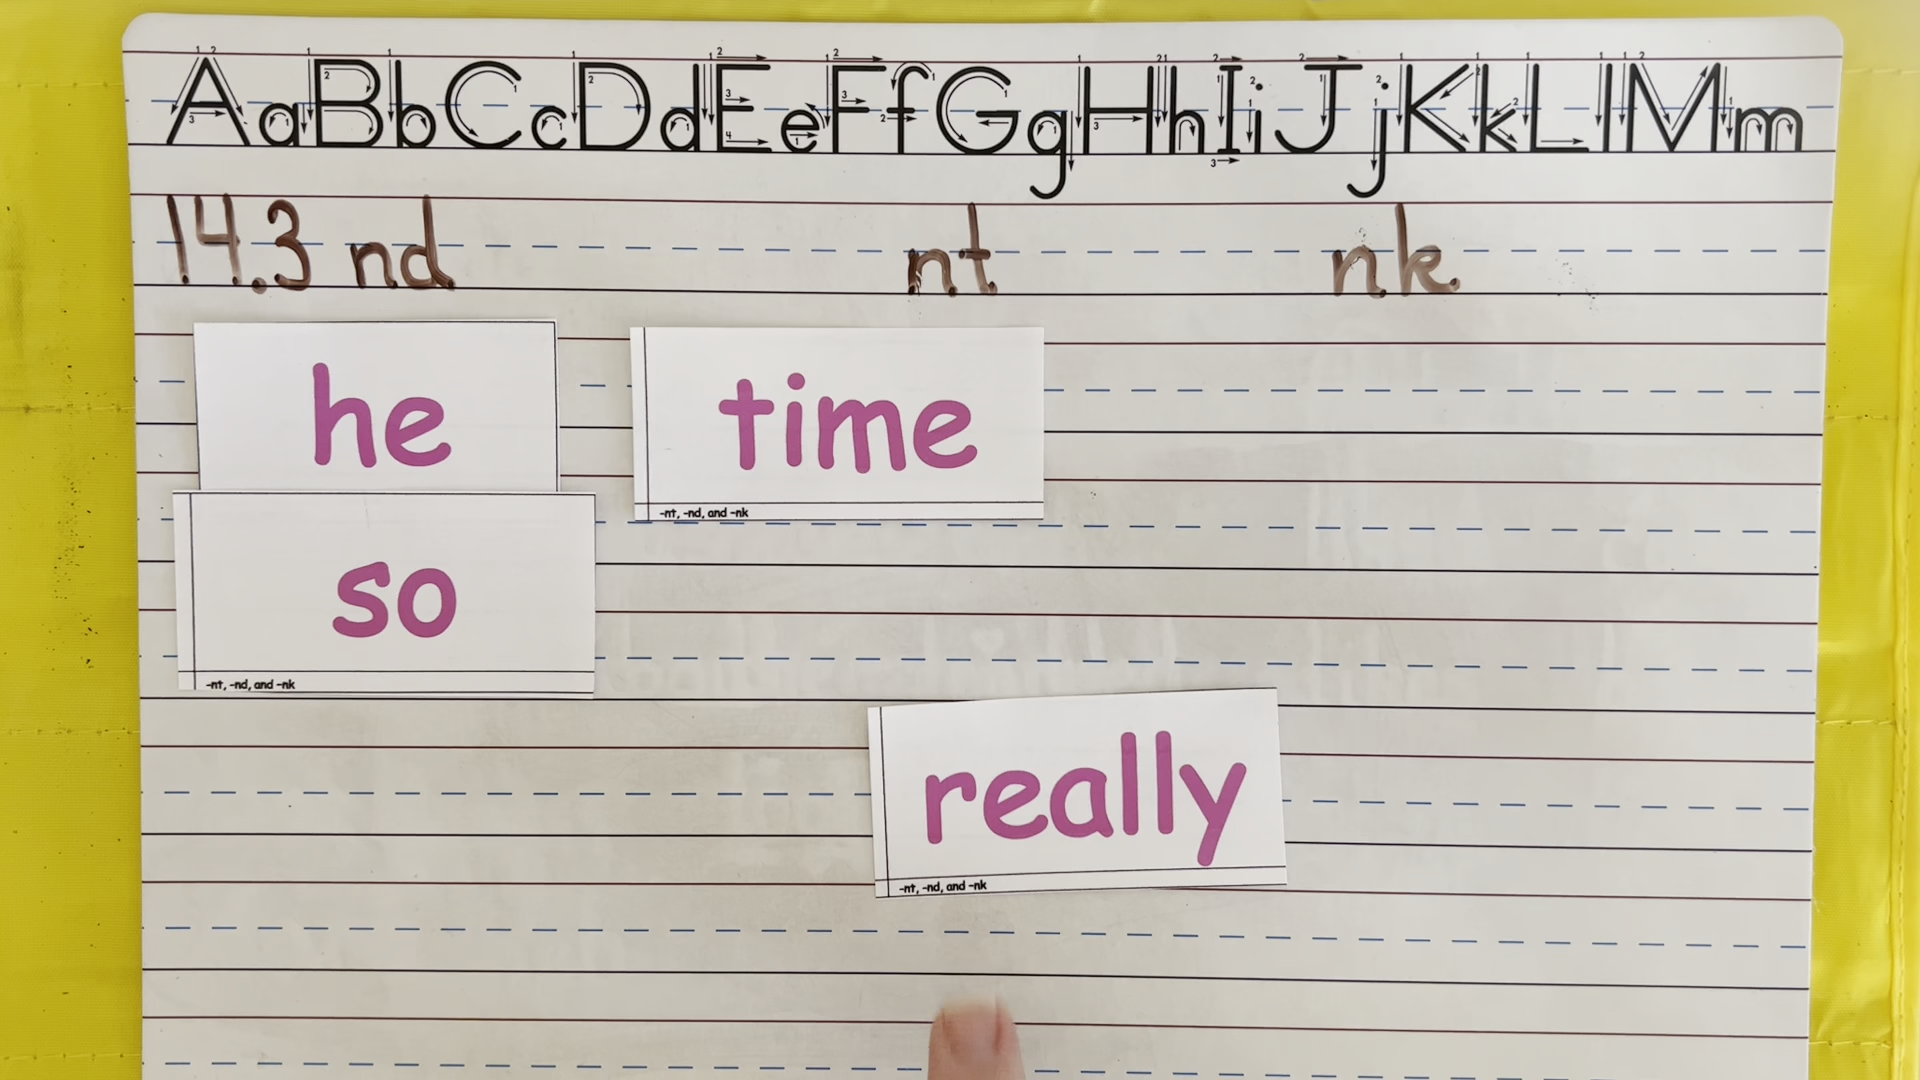 AaBbCcDdEeFfGgHhIiJjKkLlMm
14.3 nd nt nk
he
time
-nt, -nd, and -nk
so
-nt, -nd, and -nk
really
-nt, -nd, and -nk